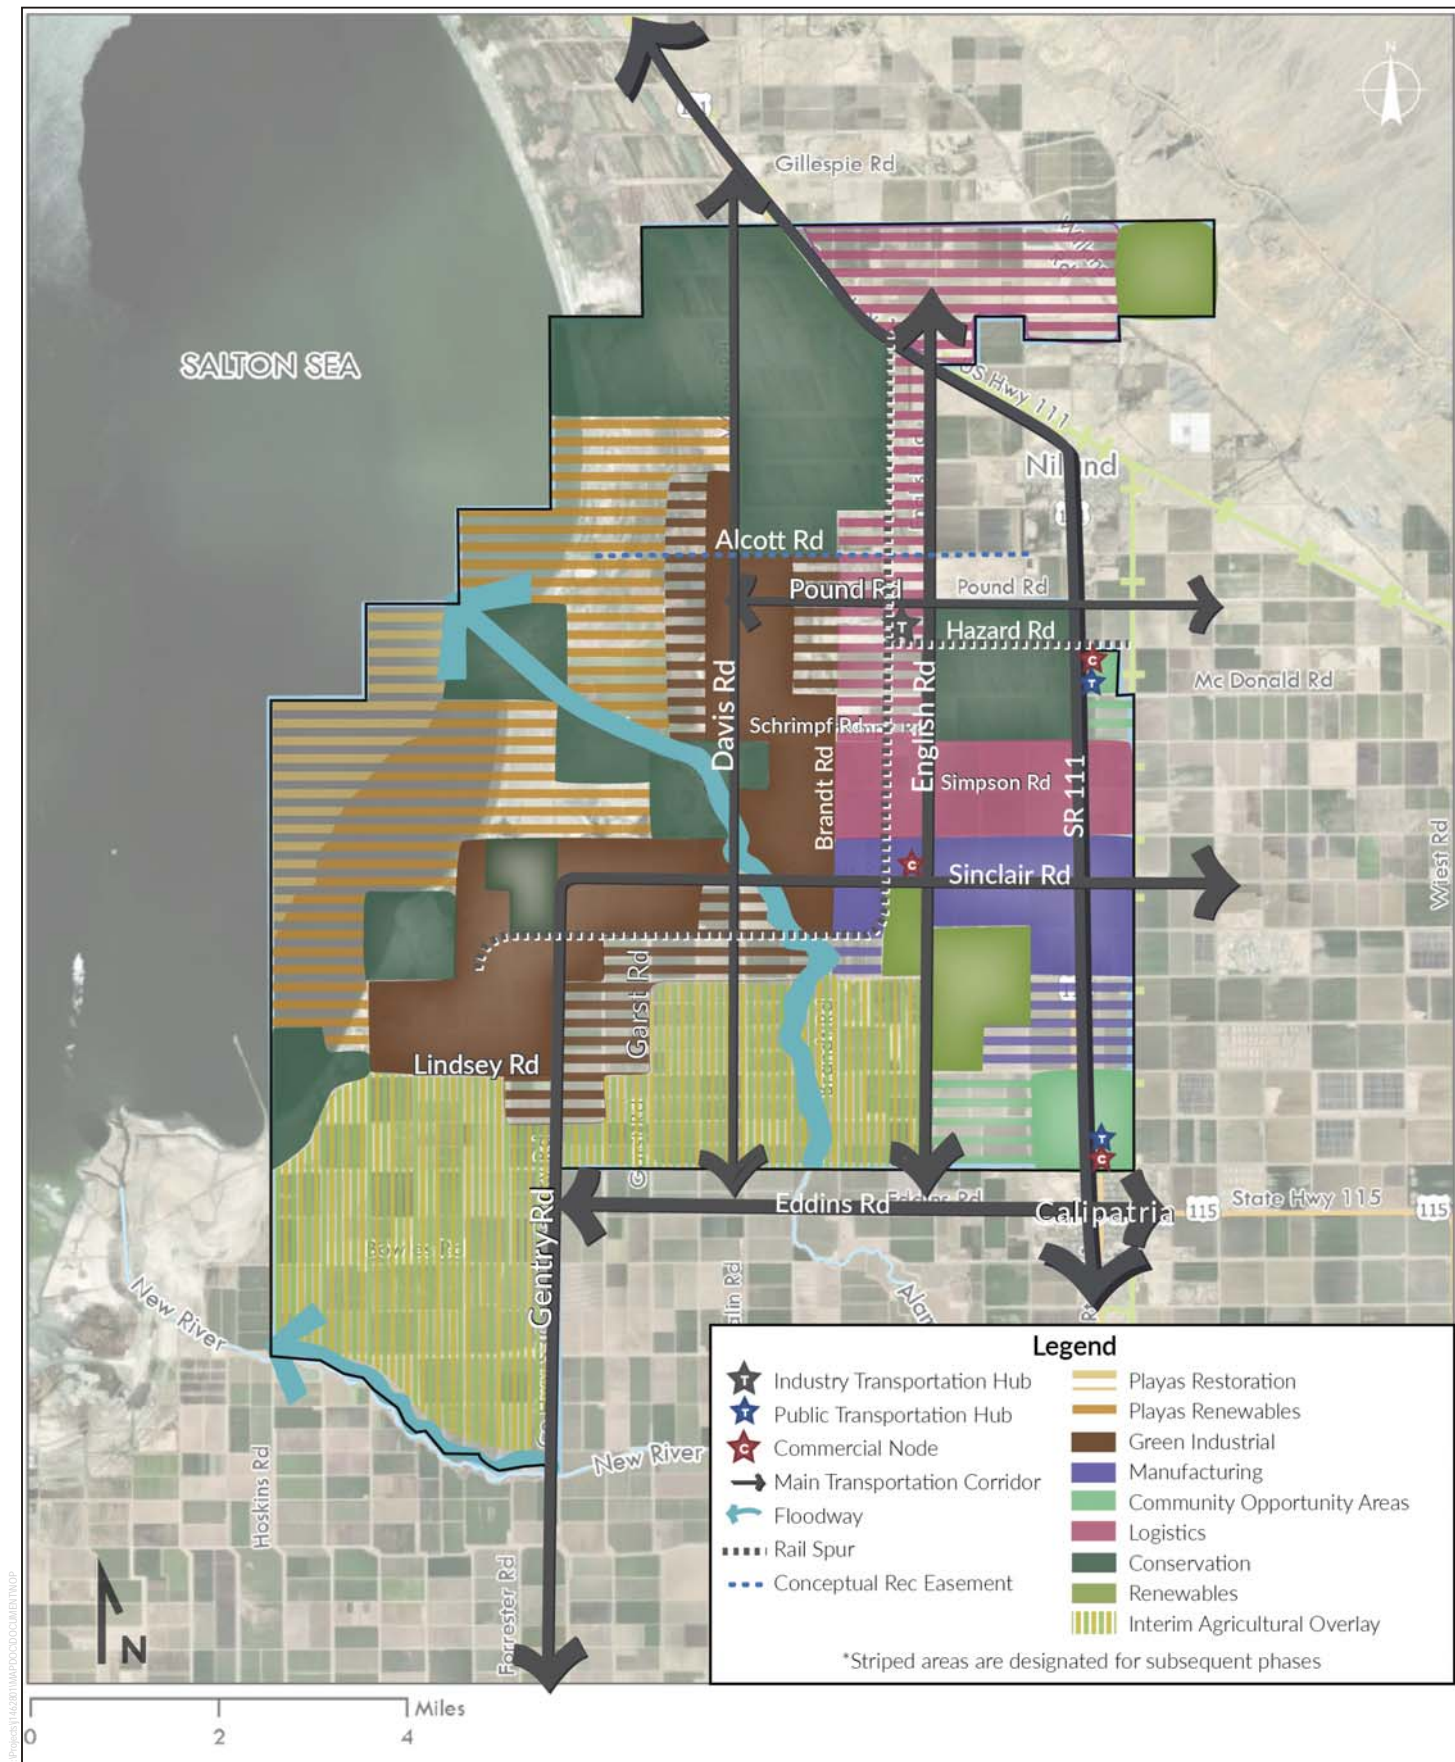 N
Gillespie Rd
SALTON SEA
US Hwy 111
Niland
Alcott Rd
Pound Rd
Pound Rd
Hazard Rd
T
C
T
Mc Donald Rd
Davis Rd
English Rd
Schrimpf Rd
Brandt Rd
Simpson Rd
SR 111
C
Sinclair Rd
Wiest Rd
Garst Rd
Lindsey Rd
T
C
Eddins Rd
Eddins Rd
Calipatria
115
State Hwy 115
115
Gentry Rd
Bowles Rd
New River
New River
Hoskins Rd
Forrester Rd
N
Legend
T Industry Transportation Hub
T Public Transportation Hub
C Commercial Node
Main Transportation Corridor
Floodway
Rail Spur
Conceptual Rec Easement
Playas Restoration
Playas Renewables
Green Industrial
Manufacturing
Community Opportunity Areas
Logistics
Conservation
Renewables
Interim Agricultural Overlay
*Striped areas are designated for subsequent phases
Miles
0 2 4